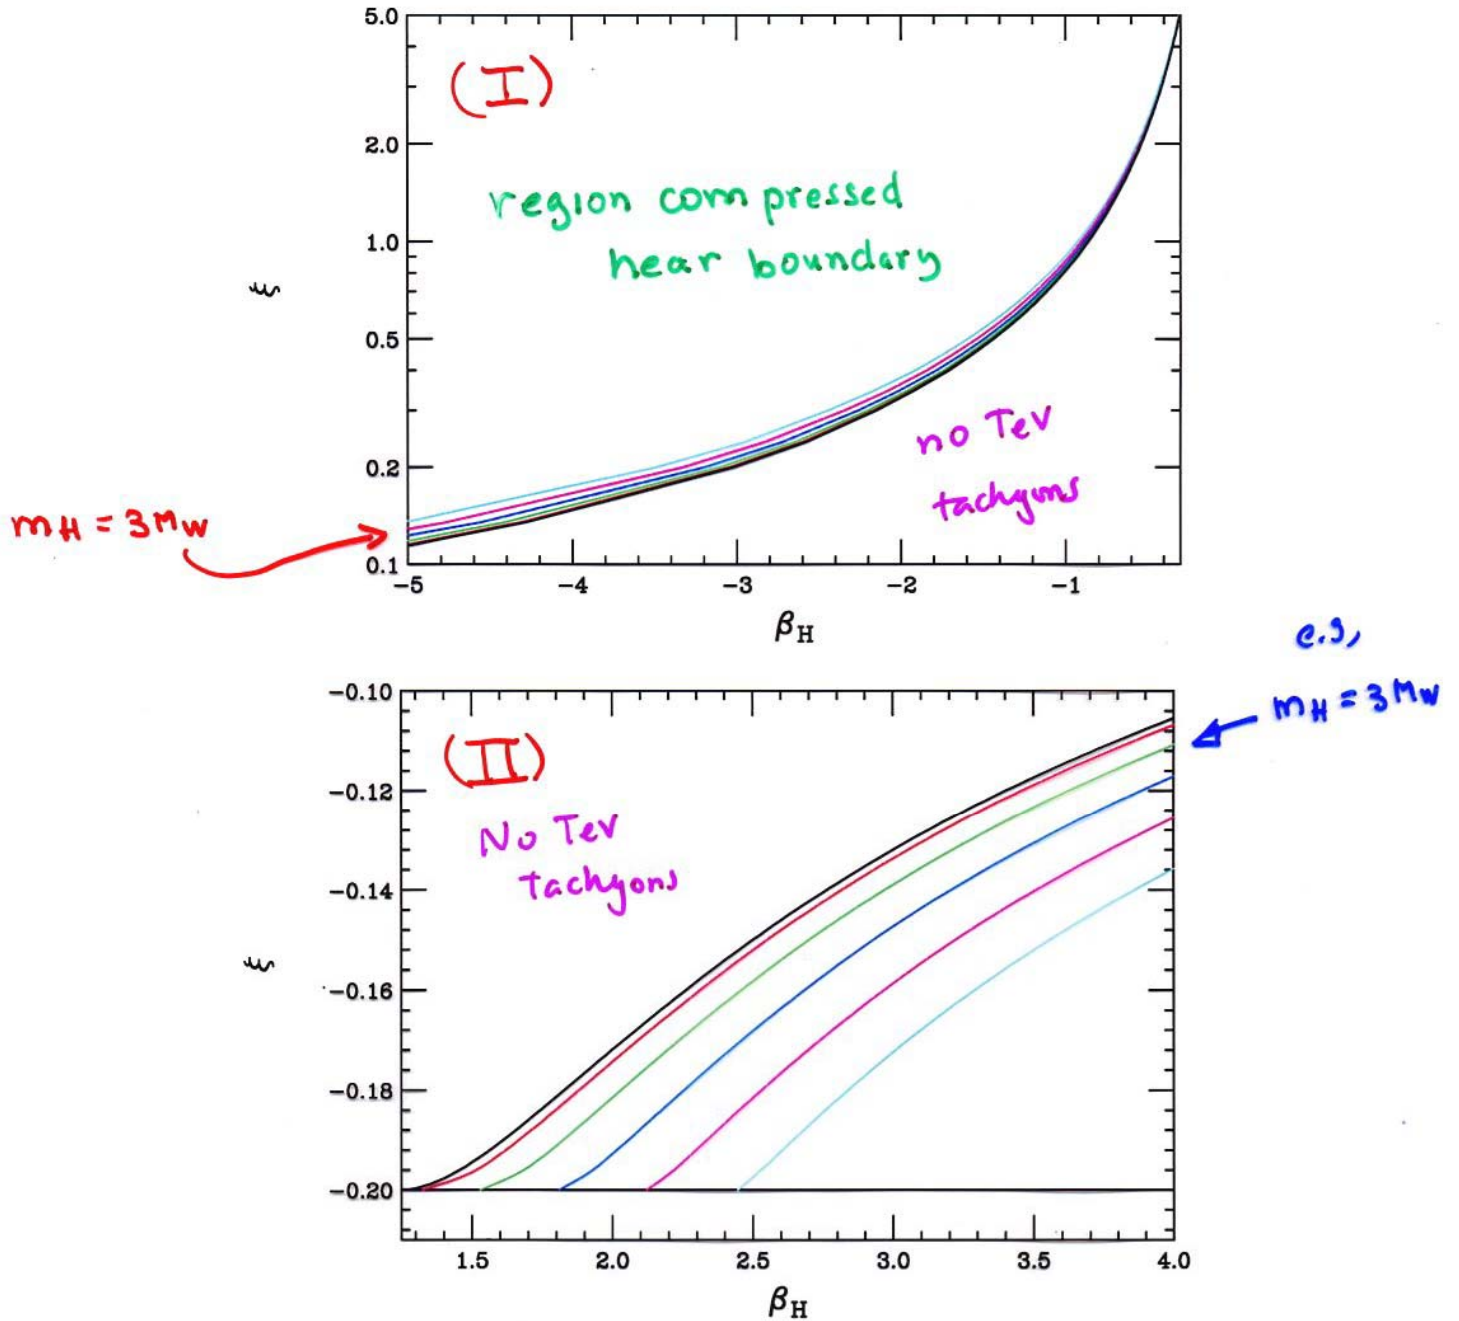 5.0
(I)
2.0
region compressed
near boundary
1.0
ξ
0.5
no TeV
tachyons
0.2
mH = 3MW
0.1
-5 -4 -3 -2 -1
βH
e.g,
mH = 3MW
-0.10
(II)
-0.12
No TeV
tachyons
-0.14
ξ
-0.16
-0.18
-0.20
1.5 2.0 2.5 3.0 3.5 4.0
βH